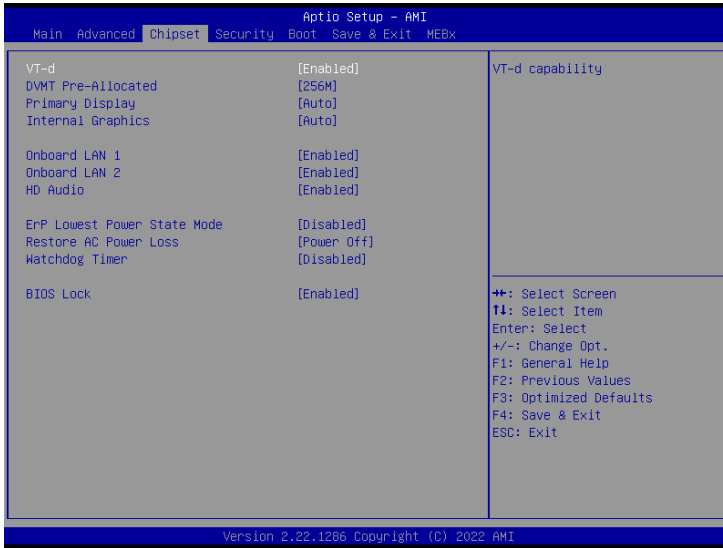 Aptio Setup – AMI
Main Advanced Chipset Security Boot Save & Exit MEBx
VT-d [Enabled]
DVMT Pre-Allocated [256M]
Primary Display [Auto]
Internal Graphics [Auto]
Onboard LAN 1 [Enabled]
Onboard LAN 2 [Enabled]
HD Audio [Enabled]
ErP Lowest Power State Mode [Disabled]
Restore AC Power Loss [Power Off]
Watchdog Timer [Disabled]
BIOS Lock [Enabled]
VT-d capability
→←: Select Screen
↑↓: Select Item
Enter: Select
+/-: Change Opt.
F1: General Help
F2: Previous Values
F3: Optimized Defaults
F4: Save & Exit
ESC: Exit
Version 2.22.1286 Copyright (C) 2022 AMI